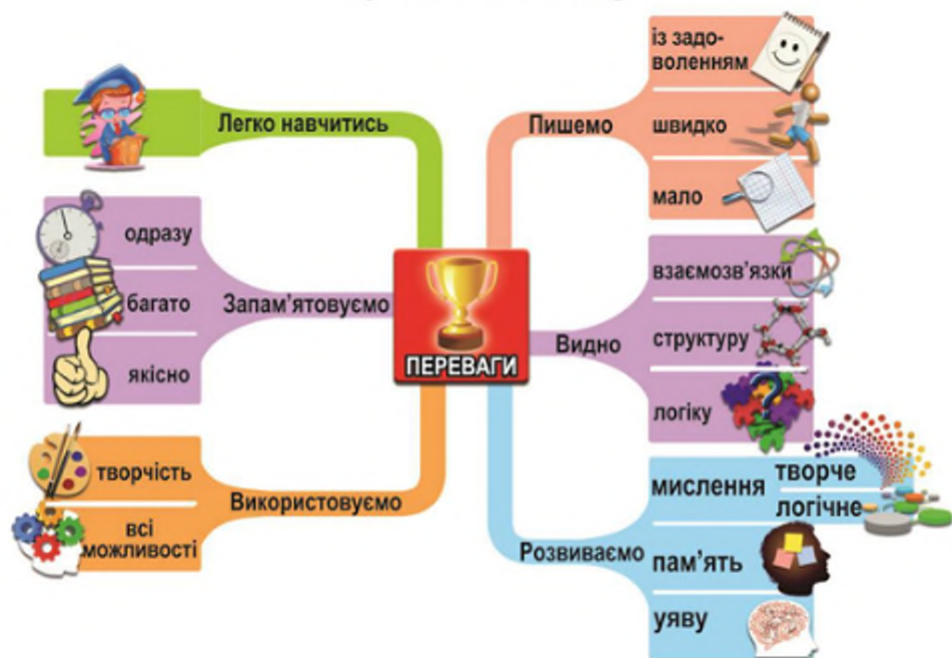 ПЕРЕВАГИ
Легко навчитись
Запам'ятовуємо
одразу
багато
якісно
Використовуємо
творчість
всі
можливості
Пишемо
із задо-
воленням
швидко
мало
Видно
взаємозв'язки
структуру
логіку
Розвиваємо
мислення
творче
логічне
пам'ять
уяву